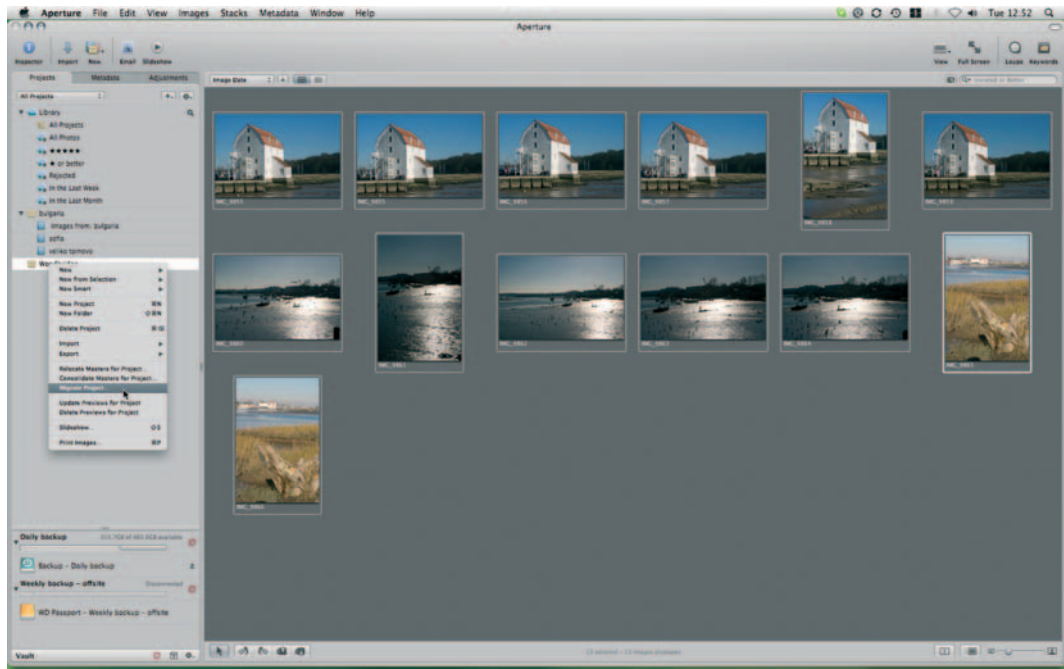 Aperture File Edit View Images Stacks Metadata Window Help Tue 12:52
Aperture
Inspector Import New Email Slideshow View Full Screen Loupe Keywords
Projects Metadata Adjustments Image Date Unrated or Better
All Projects
Library
All Projects
All Photos
★★★★★
★ or better
Rejected
In the Last Week
In the Last Month
bulgaria
images from bulgaria
sofia
veliko tarnovo
New
New From Selection
New Smart
New Project ⌘N
New Folder ⇧⌘N
Delete Project
Import
Export
Relocate Masters for Project...
Consolidate Masters for Project...
Migrate Project...
Update Previews for Project
Delete Previews for Project
Slideshow... ⇧S
Print Images... ⌘P
Daily backup
Backup – Daily backup
Weekly backup – offsite Disconnected
WD Passport – Weekly backup – offsite
Vault